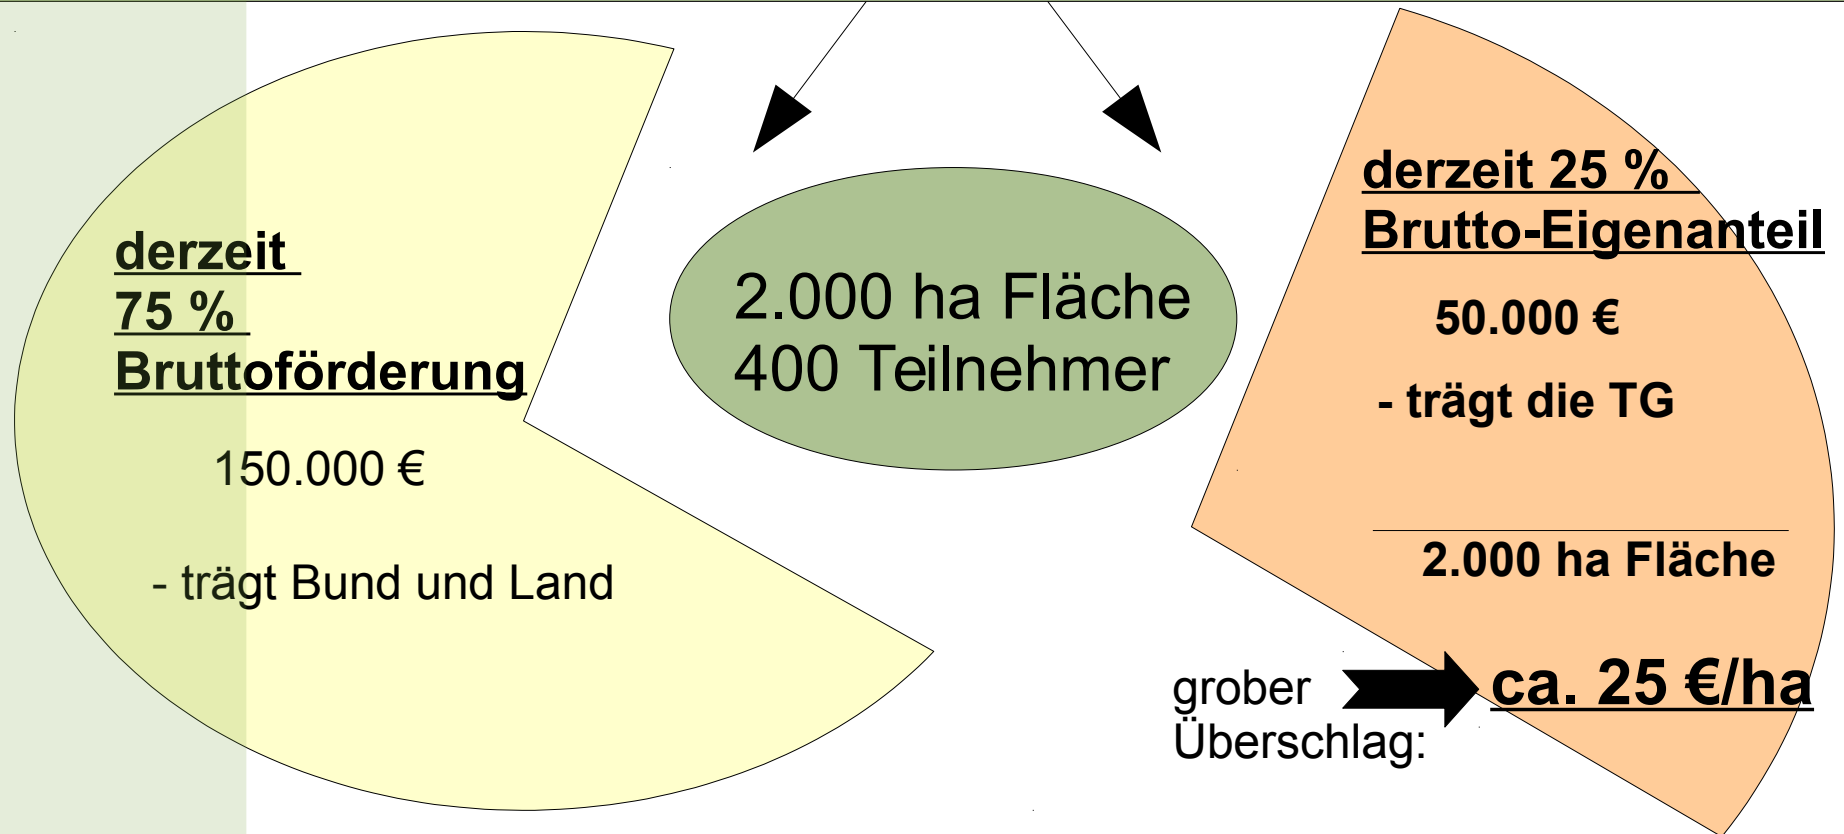 derzeit
75 %
Bruttoförderung
150.000 €
- trägt Bund und Land
2.000 ha Fläche
400 Teilnehmer
derzeit 25 %
Brutto-Eigenanteil
50.000 €
- trägt die TG
2.000 ha Fläche
grober
Überschlag:
ca. 25 €/ha